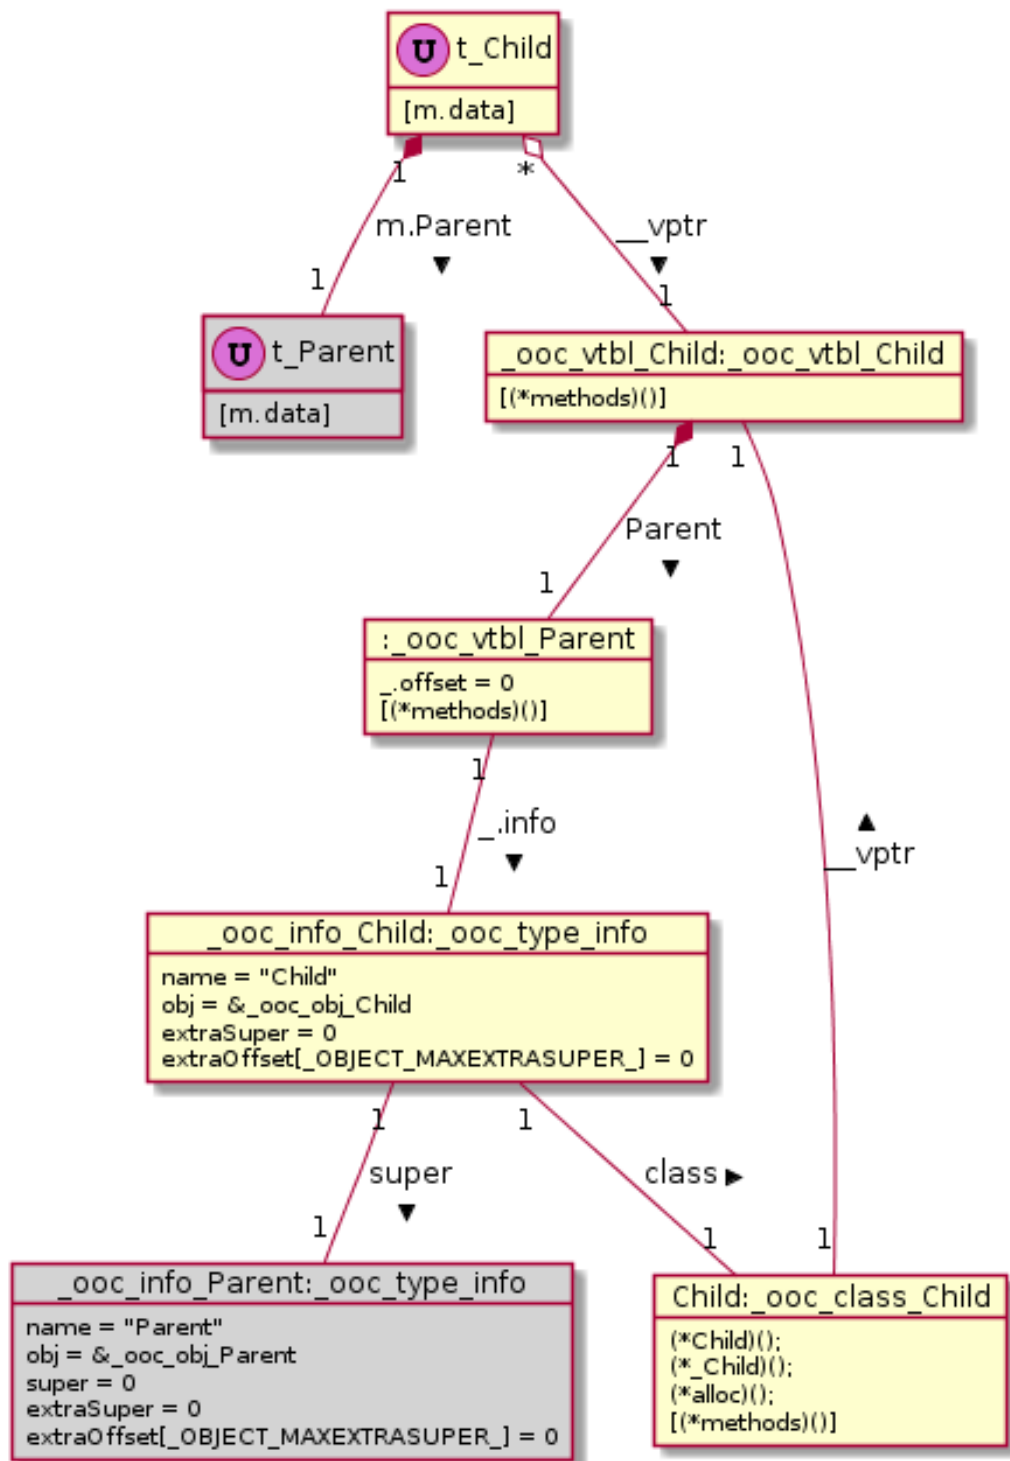 U t_Child
[m.data]
1
*
m.Parent
▼
__vptr
▼
1
1
U t_Parent
[m.data]
_ooc_vtbl_Child:_ooc_vtbl_Child
[(*methods)()]
1
1
Parent
▼
1
:_ooc_vtbl_Parent
_.offset = 0
[(*methods)()]
1
_.info
▼
▲
__vptr
1
_ooc_info_Child:_ooc_type_info
name = "Child"
obj = &_ooc_obj_Child
extraSuper = 0
extraOffset[_OBJECT_MAXEXTRASUPER_] = 0
1
1
super
▼
class ►
1
1
1
_ooc_info_Parent:_ooc_type_info
name = "Parent"
obj = &_ooc_obj_Parent
super = 0
extraSuper = 0
extraOffset[_OBJECT_MAXEXTRASUPER_] = 0
Child:_ooc_class_Child
(*Child)();
(*_Child)();
(*alloc)();
[(*methods)()]